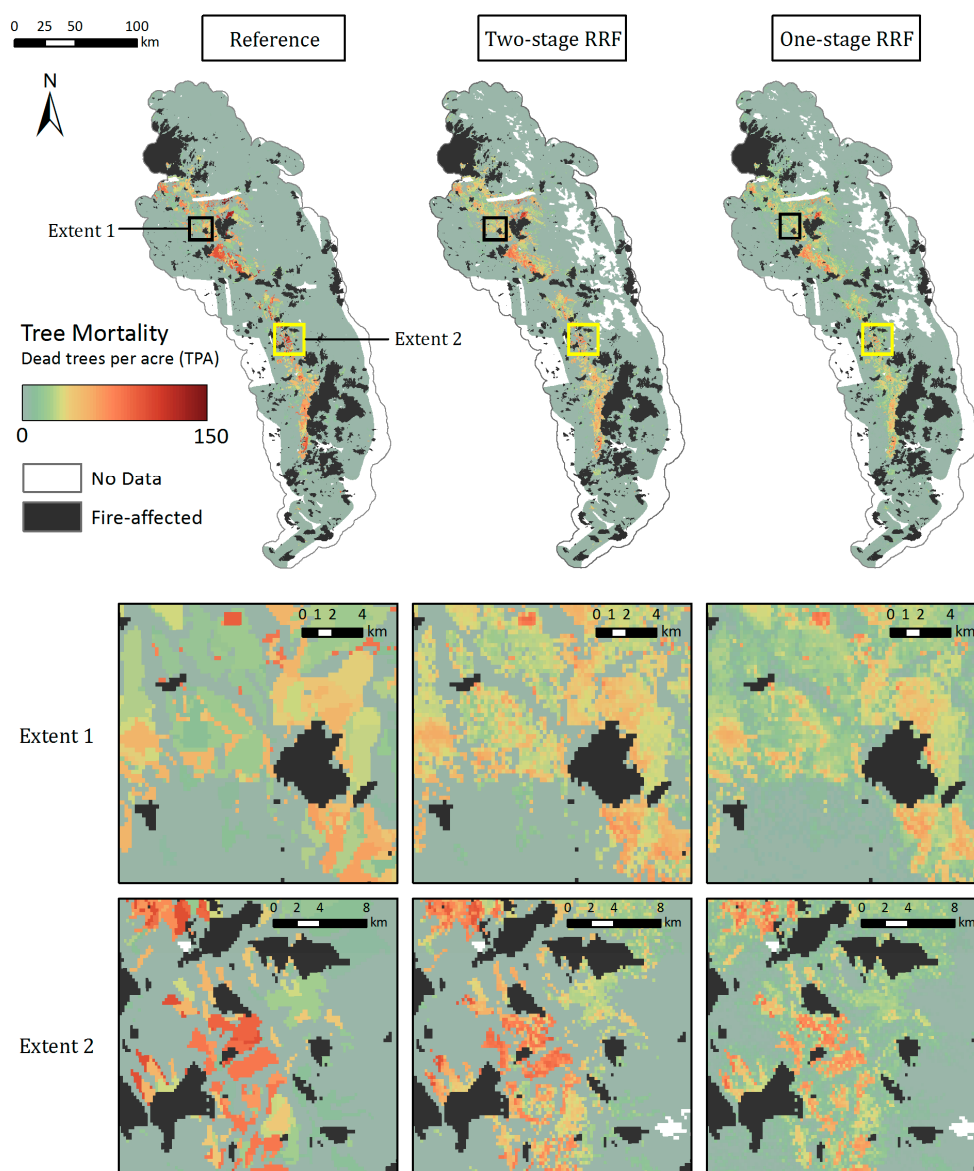 0 25 50 100
km
Reference
Two-stage RRF
One-stage RRF
N
Extent 1
Extent 2
Tree Mortality
Dead trees per acre (TPA)
0 150
No Data
Fire-affected
Extent 1
0 1 2 4
km
0 1 2 4
km
0 1 2 4
km
Extent 2
0 2 4 8
km
0 2 4 8
km
0 2 4 8
km